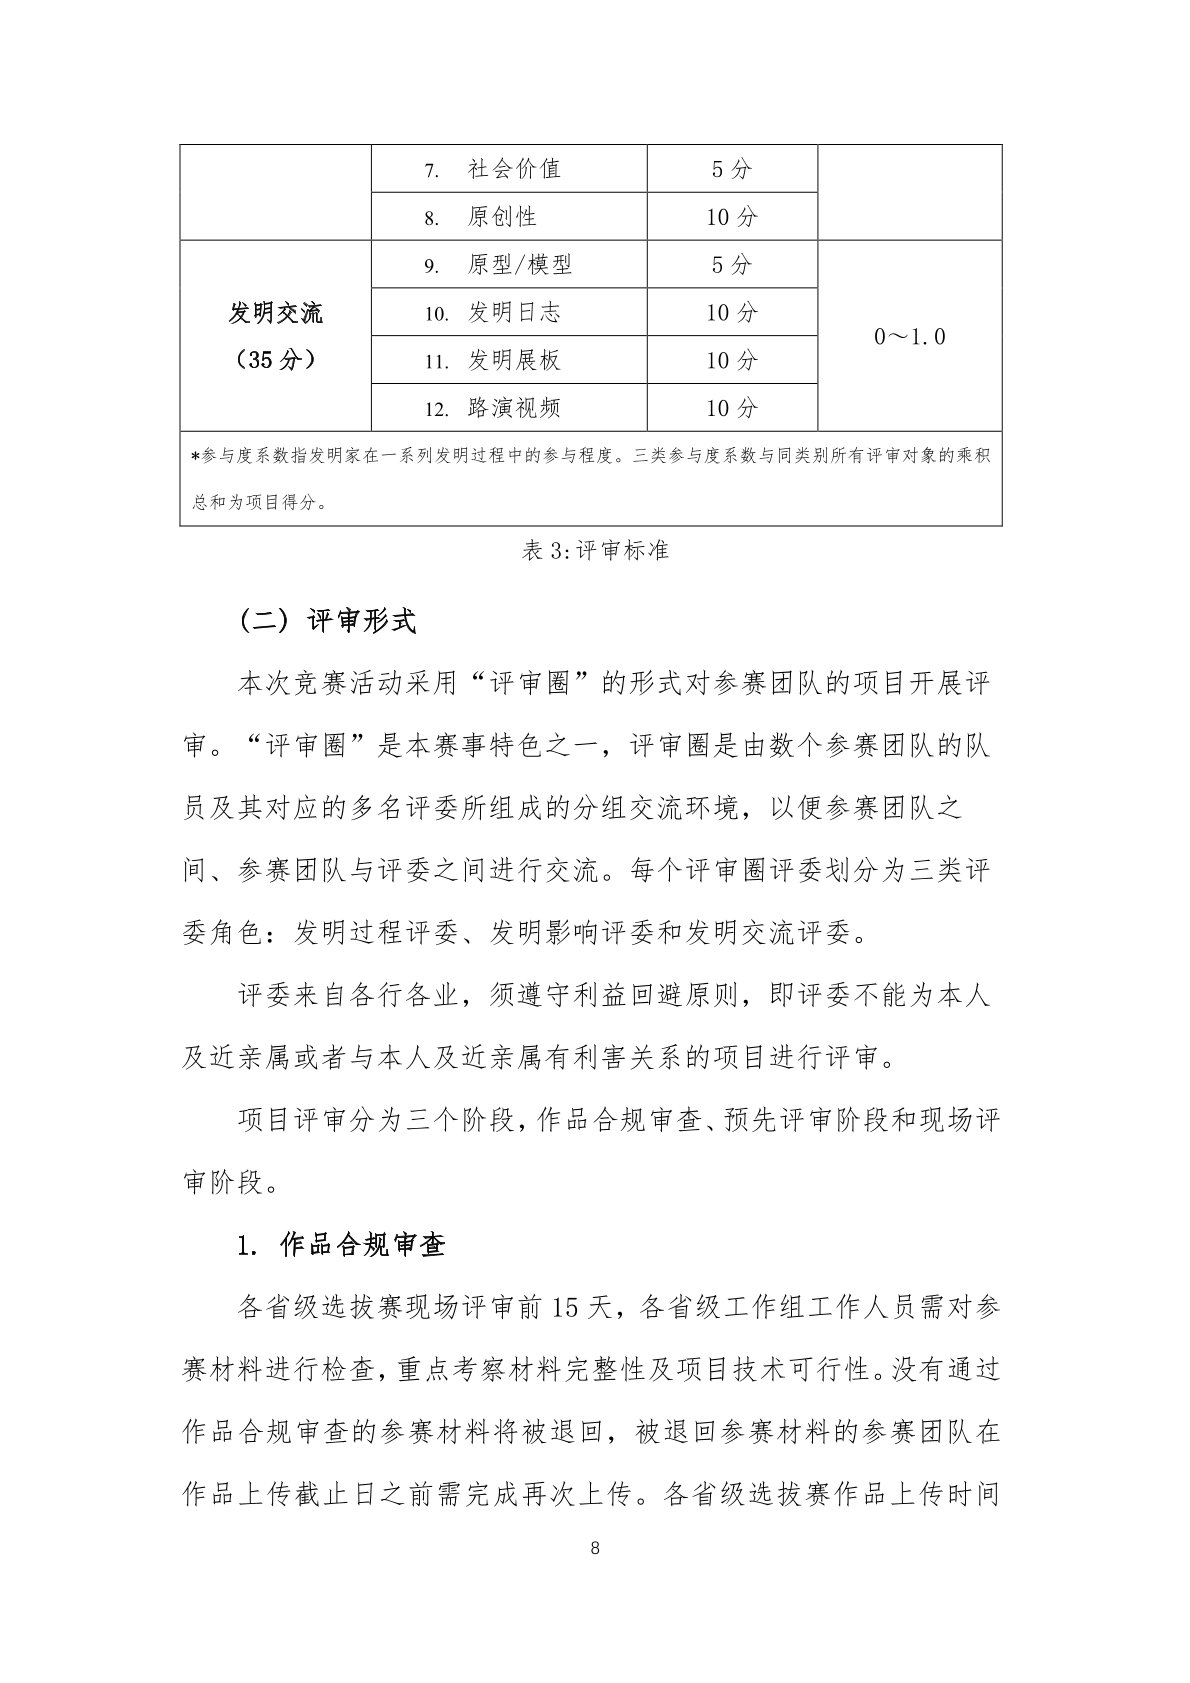 7. 社会价值 5 分
8. 原创性 10 分
发明交流
（35 分）
9. 原型/模型 5 分
10. 发明日志 10 分
0～1.0
11. 发明展板 10 分
12. 路演视频 10 分
*参与度系数指发明家在一系列发明过程中的参与程度。三类参与度系数与同类别所有评审对象的乘积
总和为项目得分。
表 3:评审标准
(二) 评审形式
本次竞赛活动采用“评审圈”的形式对参赛团队的项目开展评
审。“评审圈”是本赛事特色之一，评审圈是由数个参赛团队的队
员及其对应的多名评委所组成的分组交流环境，以便参赛团队之
间、参赛团队与评委之间进行交流。每个评审圈评委划分为三类评
委角色：发明过程评委、发明影响评委和发明交流评委。
评委来自各行各业，须遵守利益回避原则，即评委不能为本人
及近亲属或者与本人及近亲属有利害关系的项目进行评审。
项目评审分为三个阶段，作品合规审查、预先评审阶段和现场评
审阶段。
1. 作品合规审查
各省级选拔赛现场评审前 15 天，各省级工作组工作人员需对参
赛材料进行检查，重点考察材料完整性及项目技术可行性。没有通过
作品合规审查的参赛材料将被退回，被退回参赛材料的参赛团队在
作品上传截止日之前需完成再次上传。各省级选拔赛作品上传时间
8